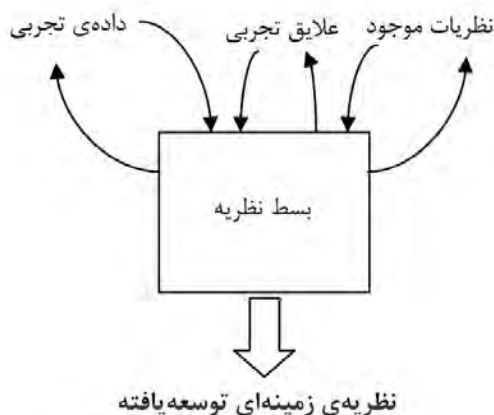 نظریات موجود
علایق تجربی
داده‌ی تجربی
بسط نظریه
نظریه‌ی زمینه‌ای توسعه‌یافته